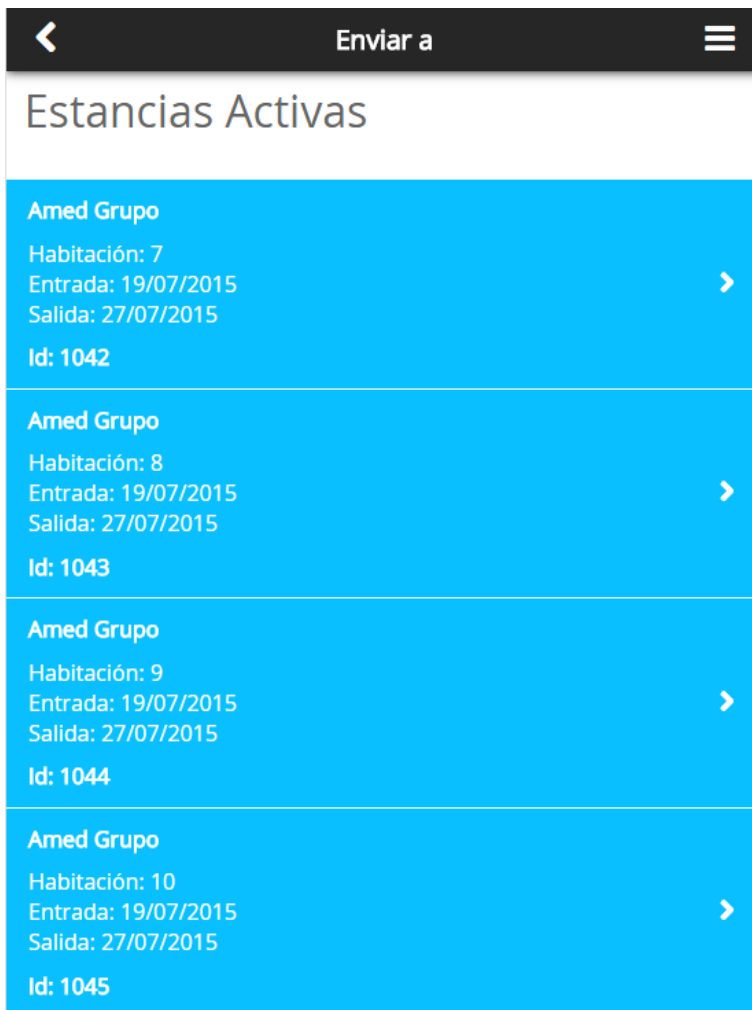 Enviar a
Estancias Activas
Amed Grupo
Habitación: 7
Entrada: 19/07/2015
Salida: 27/07/2015
Id: 1042
Amed Grupo
Habitación: 8
Entrada: 19/07/2015
Salida: 27/07/2015
Id: 1043
Amed Grupo
Habitación: 9
Entrada: 19/07/2015
Salida: 27/07/2015
Id: 1044
Amed Grupo
Habitación: 10
Entrada: 19/07/2015
Salida: 27/07/2015
Id: 1045